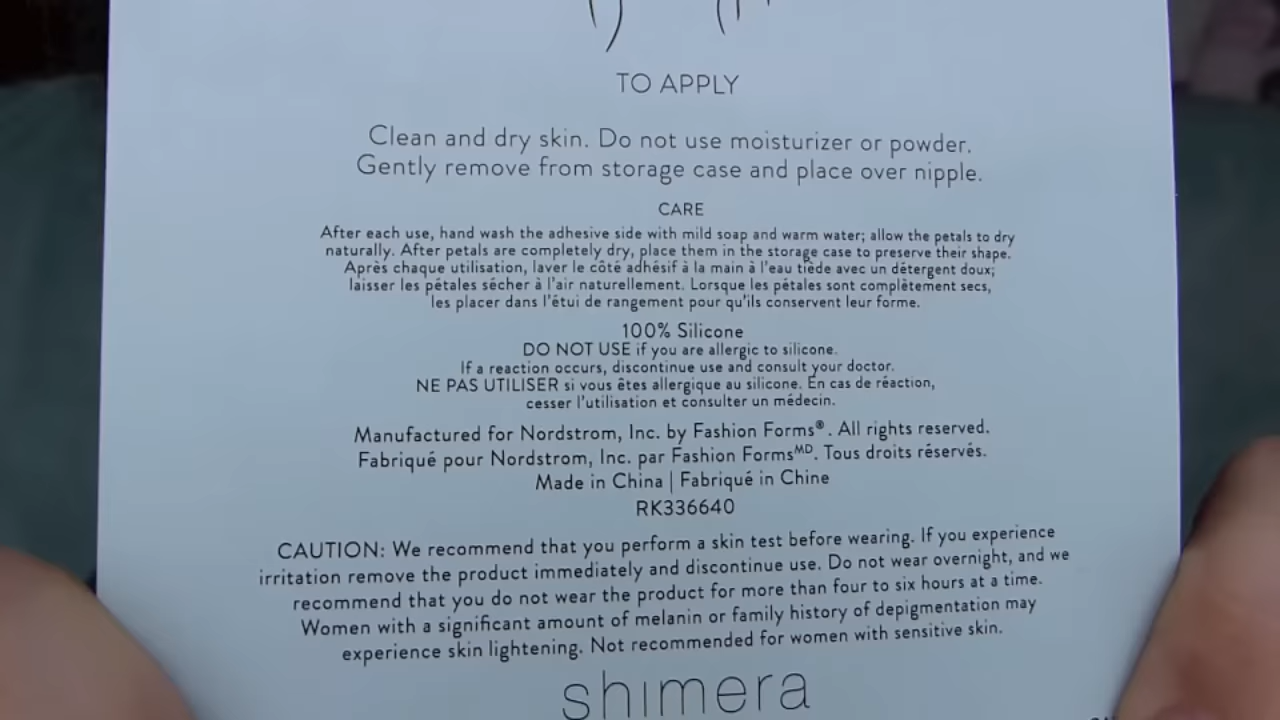 TO APPLY
Clean and dry skin. Do not use moisturizer or powder.
Gently remove from storage case and place over nipple.
CARE
After each use, hand wash the adhesive side with mild soap and warm water; allow the petals to dry
naturally. After petals are completely dry, place them in the storage case to preserve their shape.
Après chaque utilisation, laver le côté adhésif à la main à l'eau tiède avec un détergent doux;
laisser les pétales sécher à l'air naturellement. Lorsque les pétales sont complètement secs,
les placer dans l'étui de rangement pour qu'ils conservent leur forme.
100% Silicone
DO NOT USE if you are allergic to silicone.
If a reaction occurs, discontinue use and consult your doctor.
NE PAS UTILISER si vous êtes allergique au silicone. En cas de réaction,
cesser l'utilisation et consulter un médecin.
Manufactured for Nordstrom, Inc. by Fashion Forms®. All rights reserved.
Fabriqué pour Nordstrom, Inc. par Fashion Formsᴹᴰ. Tous droits réservés.
Made in China | Fabriqué in Chine
RK336640
CAUTION: We recommend that you perform a skin test before wearing. If you experience
irritation remove the product immediately and discontinue use. Do not wear overnight, and we
recommend that you do not wear the product for more than four to six hours at a time.
Women with a significant amount of melanin or family history of depigmentation may
experience skin lightening. Not recommended for women with sensitive skin.
shimera